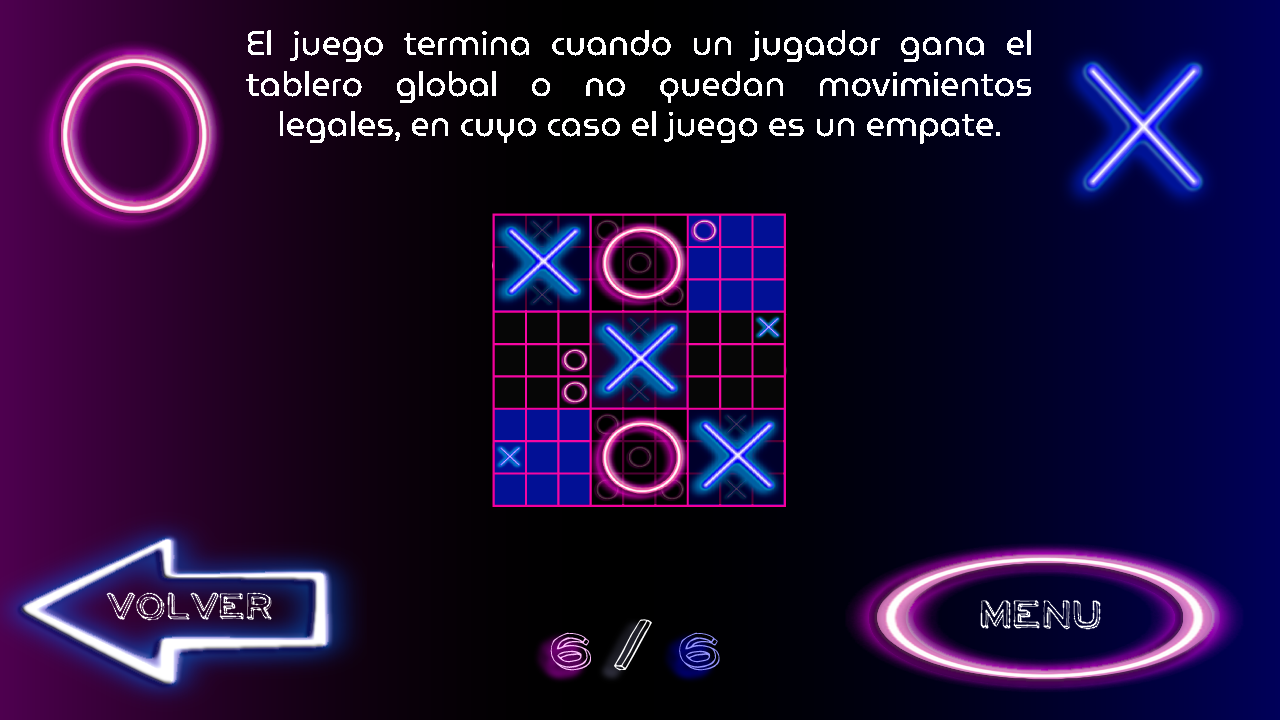 El juego termina cuando un jugador gana el
tablero global o no quedan movimientos
legales, en cuyo caso el juego es un empate.
VOLVER
6 / 6
MENU